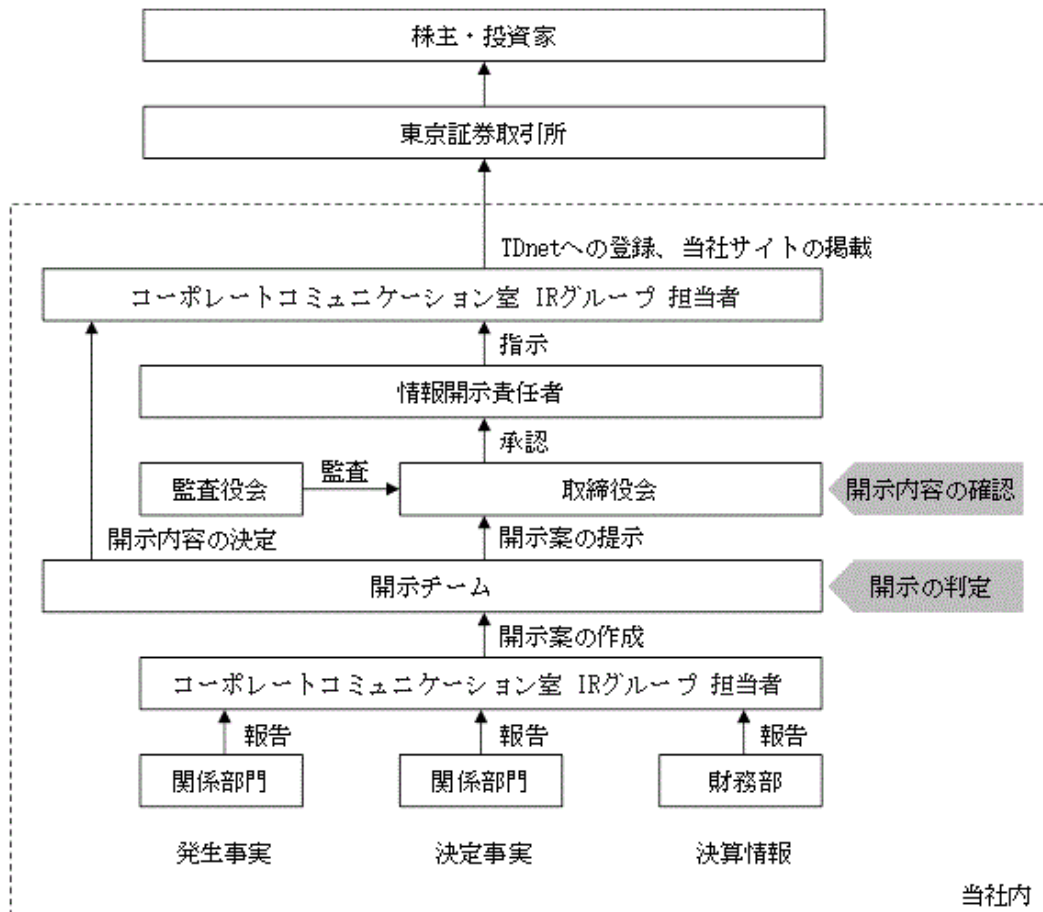 株主・投資家
東京証券取引所
TDnetへの登録、当社サイトの掲載
コーポレートコミュニケーション室 IRグループ 担当者
指示
情報開示責任者
承認
監査役会
監査
取締役会
開示内容の確認
開示内容の決定
開示案の提示
開示チーム
開示の判定
開示案の作成
コーポレートコミュニケーション室 IRグループ 担当者
報告
報告
報告
関係部門
関係部門
財務部
発生事実
決定事実
決算情報
当社内